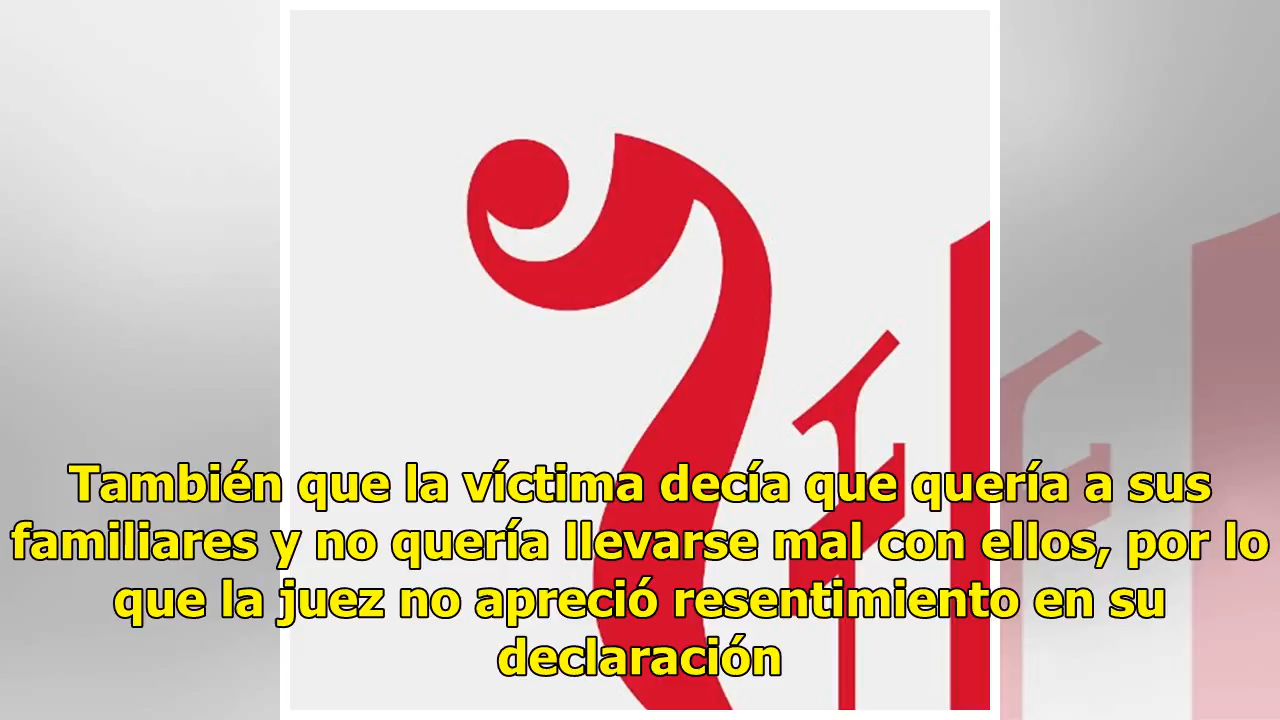 También que la víctima decía que quería a sus
familiares y no quería llevarse mal con ellos, por lo
que la juez no apreció resentimiento en su
declaración